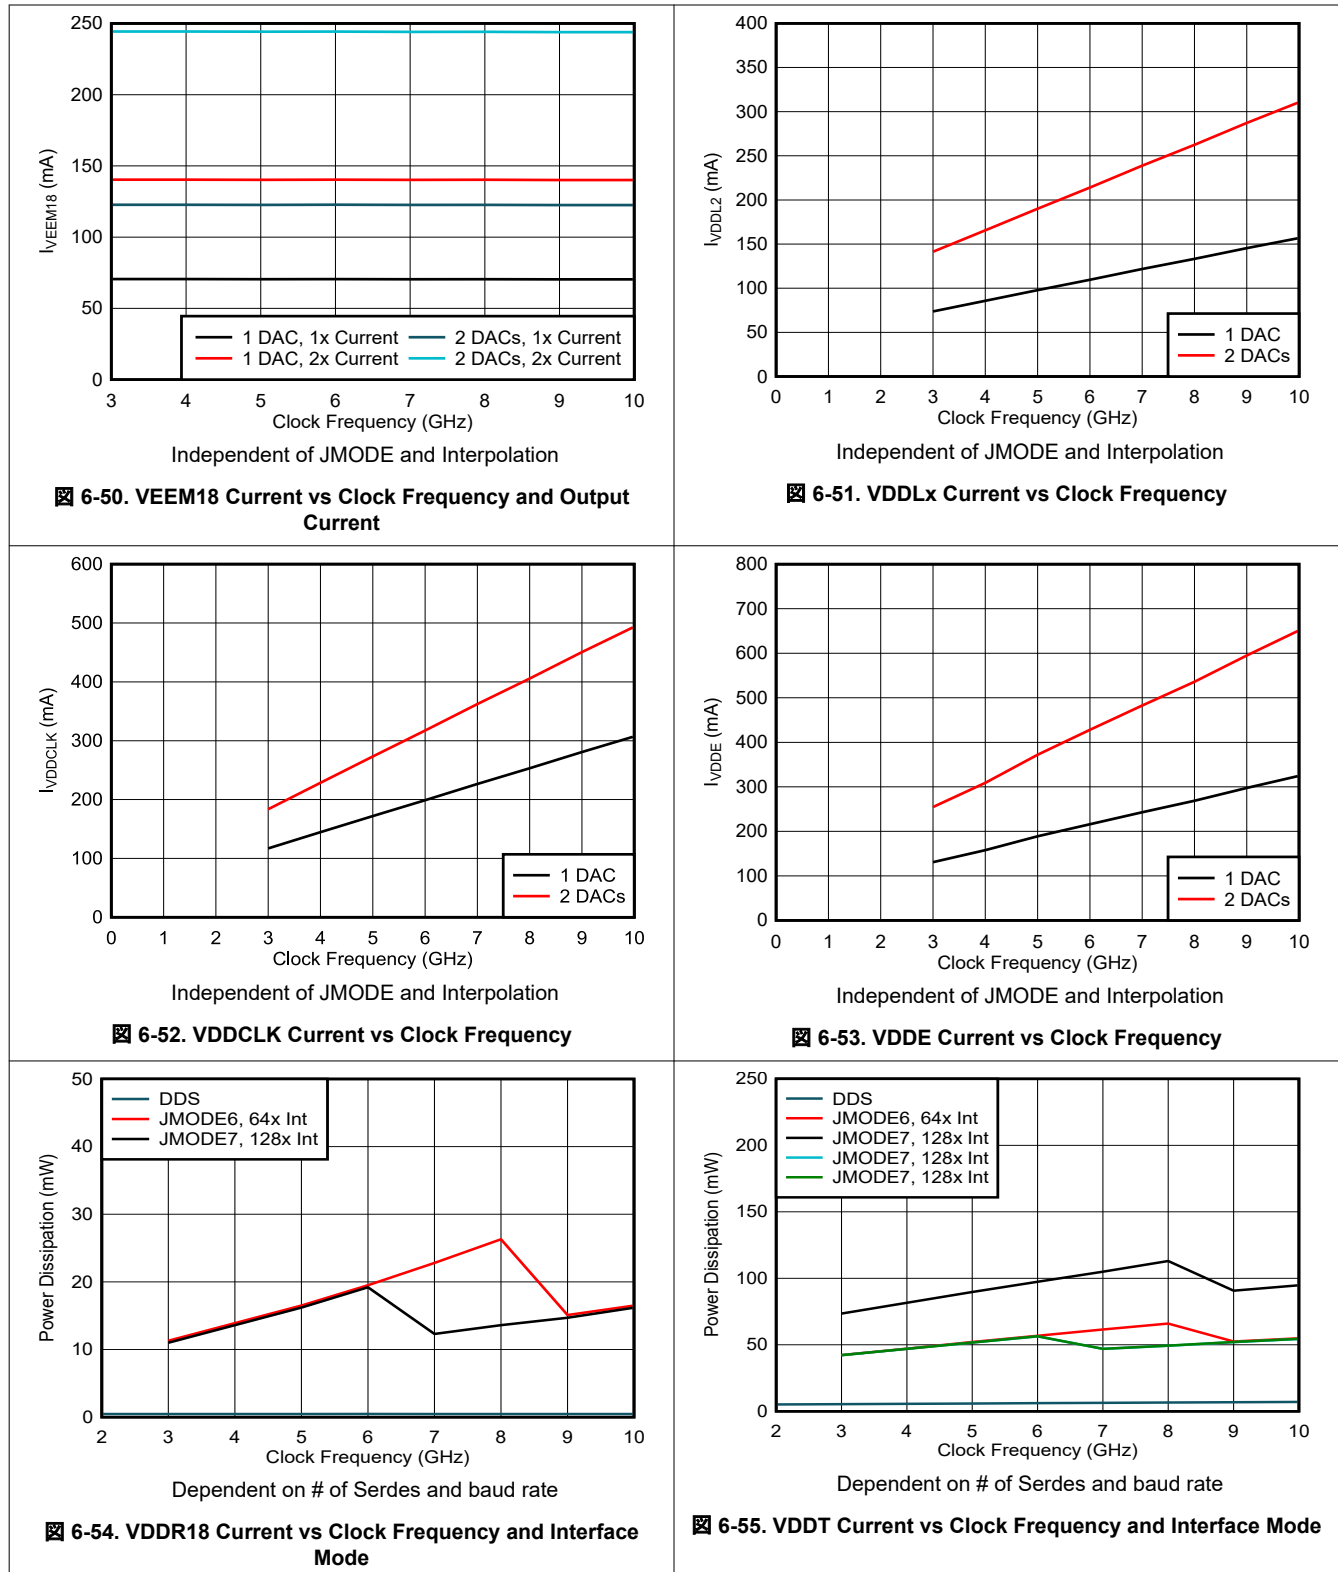 250
200
150
100
50
0
IVEEM18 (mA)
1 DAC, 1x Current
2 DACs, 1x Current
1 DAC, 2x Current
2 DACs, 2x Current
3 4 5 6 7 8 9 10
Clock Frequency (GHz)
Independent of JMODE and Interpolation
図 6-50. VEEM18 Current vs Clock Frequency and Output
Current
400
350
300
250
200
150
100
50
0
IVDDL2 (mA)
1 DAC
2 DACs
0 1 2 3 4 5 6 7 8 9 10
Clock Frequency (GHz)
Independent of JMODE and Interpolation
図 6-51. VDDLx Current vs Clock Frequency
600
500
400
300
200
100
0
IVDDCLK (mA)
1 DAC
2 DACs
0 1 2 3 4 5 6 7 8 9 10
Clock Frequency (GHz)
Independent of JMODE and Interpolation
図 6-52. VDDCLK Current vs Clock Frequency
800
700
600
500
400
300
200
100
0
IVDDE (mA)
1 DAC
2 DACs
0 1 2 3 4 5 6 7 8 9 10
Clock Frequency (GHz)
Independent of JMODE and Interpolation
図 6-53. VDDE Current vs Clock Frequency
50
40
30
20
10
0
Power Dissipation (mW)
DDS
JMODE6, 64x Int
JMODE7, 128x Int
2 3 4 5 6 7 8 9 10
Clock Frequency (GHz)
Dependent on # of Serdes and baud rate
図 6-54. VDDR18 Current vs Clock Frequency and Interface
Mode
250
200
150
100
50
0
Power Dissipation (mW)
DDS
JMODE6, 64x Int
JMODE7, 128x Int
JMODE7, 128x Int
JMODE7, 128x Int
2 3 4 5 6 7 8 9 10
Clock Frequency (GHz)
Dependent on # of Serdes and baud rate
図 6-55. VDDT Current vs Clock Frequency and Interface Mode